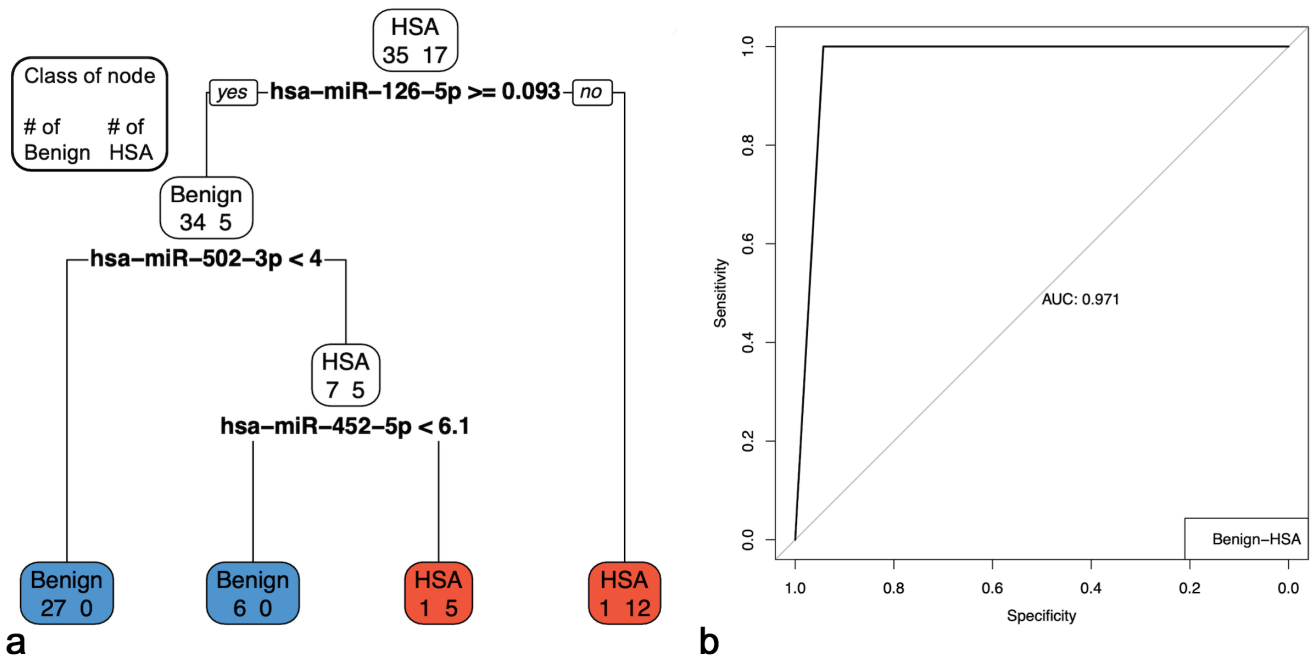 HSA
35 17
Class of node
# of # of
Benign HSA
yes hsa−miR−126−5p >= 0.093 no
Benign
34 5
hsa−miR−502−3p < 4
HSA
7 5
hsa−miR−452−5p < 6.1
Benign
27 0
Benign
6 0
HSA
1 5
HSA
1 12
a
1.0
0.8
0.6
0.4
0.2
0.0
Sensitivity
AUC: 0.971
Benign−HSA
1.0 0.8 0.6 0.4 0.2 0.0
Specificity
b